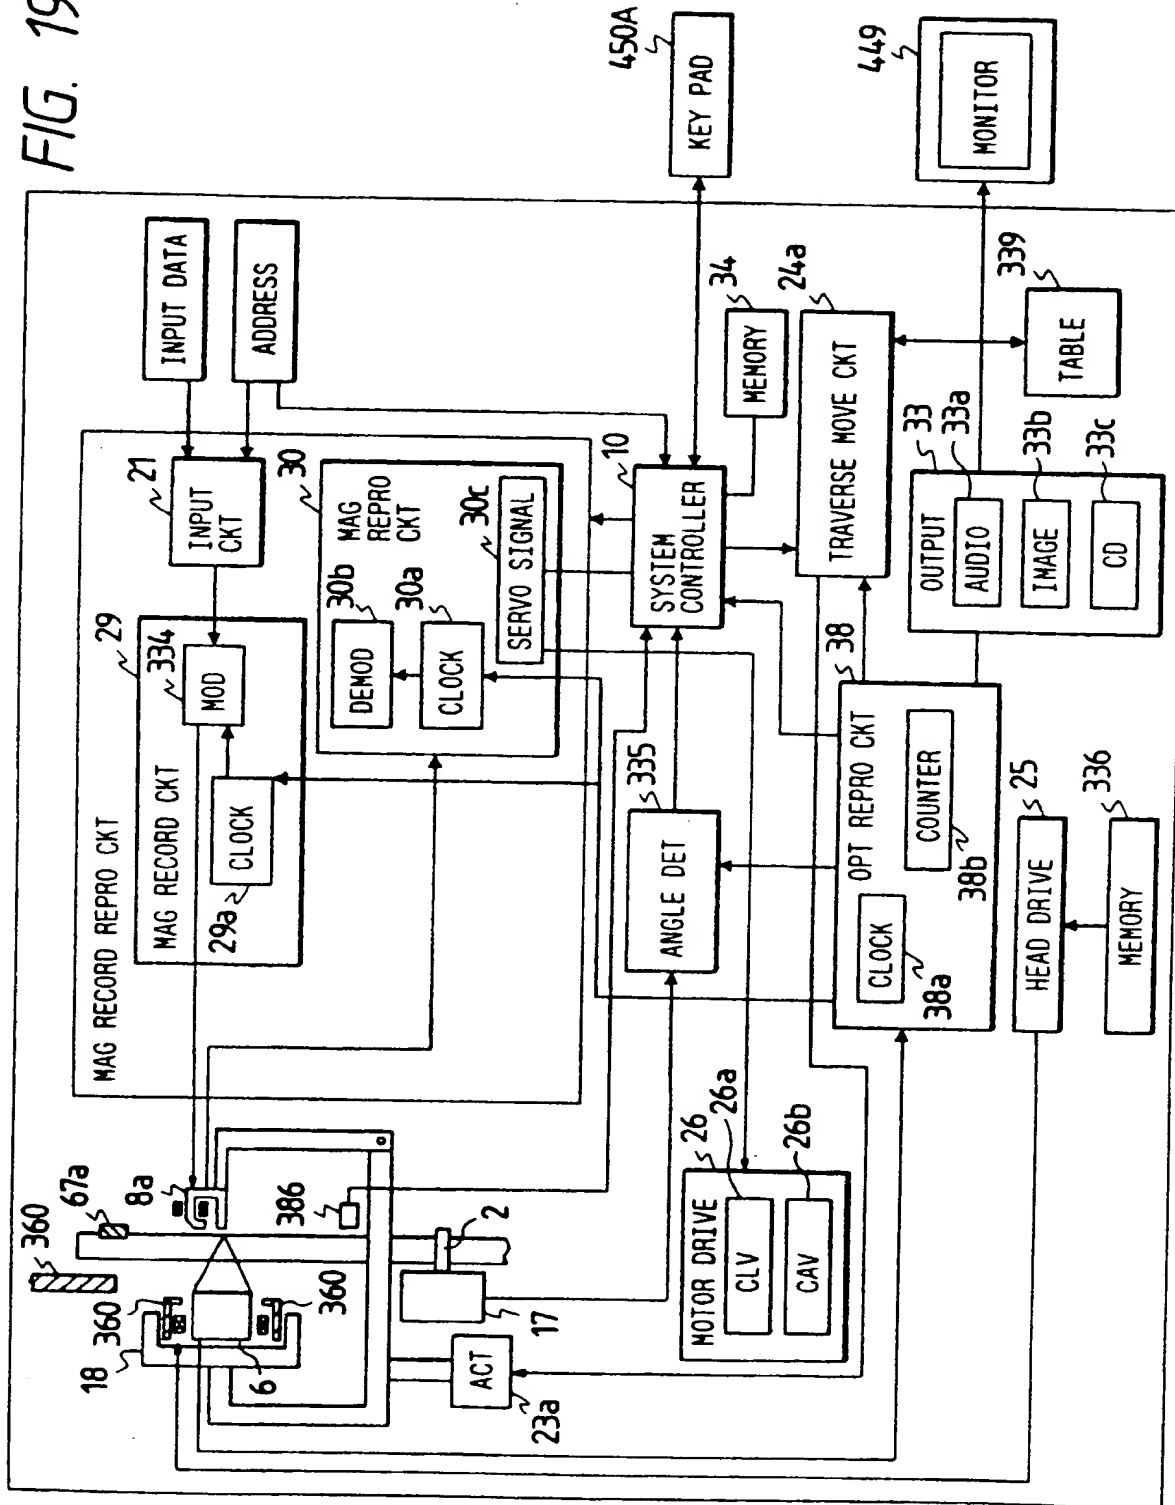 FIG. 19
450A
KEY PAD
449
MONITOR
INPUT DATA
ADDRESS
MAG RECORD REPRO CKT
21
INPUT
CKT
29
334
MOD
MAG RECORD CKT
29a
CLOCK
30
MAG
REPRO
CKT
30b
DEMOD
30a
CLOCK
30c
SERVO SIGNAL
10
SYSTEM
CONTROLLER
34
MEMORY
24a
TRAVERSE MOVE CKT
339
TABLE
33
OUTPUT
33a
AUDIO
33b
IMAGE
33c
CD
335
ANGLE DET
38
OPT REPRO CKT
CLOCK
38a
COUNTER
38b
25
HEAD DRIVE
336
MEMORY
26
MOTOR DRIVE
26a
CLV
26b
CAV
360
67a
8a
386
2
17
360
360
18
6
ACT
23a